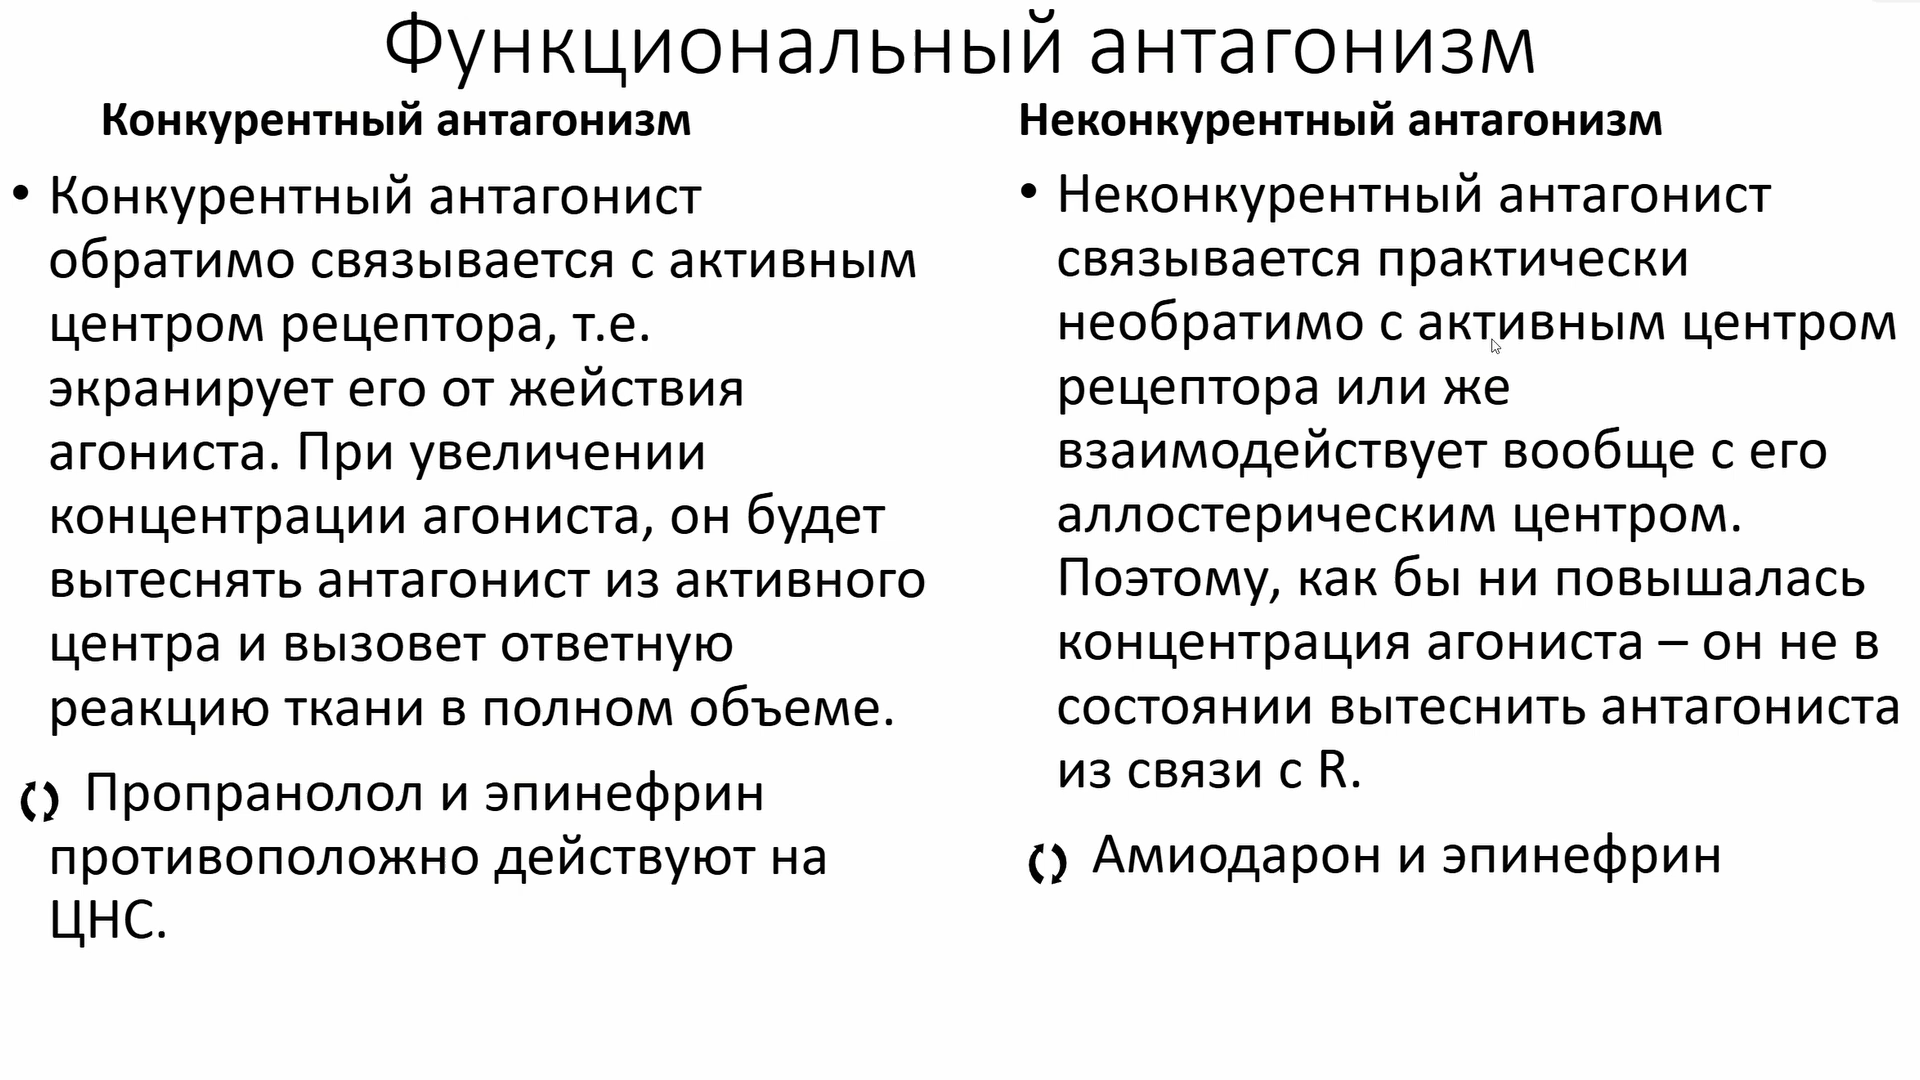 Функциональный антагонизм
Конкурентный антагонизм
• Конкурентный антагонист
обратимо связывается с активным
центром рецептора, т.е.
экранирует его от жействия
агониста. При увеличении
концентрации агониста, он будет
вытеснять антагонист из активного
центра и вызовет ответную
реакцию ткани в полном объеме.
Пропранолол и эпинефрин
противоположно действуют на
ЦНС.
Неконкурентный антагонизм
• Неконкурентный антагонист
связывается практически
необратимо с активным центром
рецептора или же
взаимодействует вообще с его
аллостерическим центром.
Поэтому, как бы ни повышалась
концентрация агониста – он не в
состоянии вытеснить антагониста
из связи с R.
Амиодарон и эпинефрин